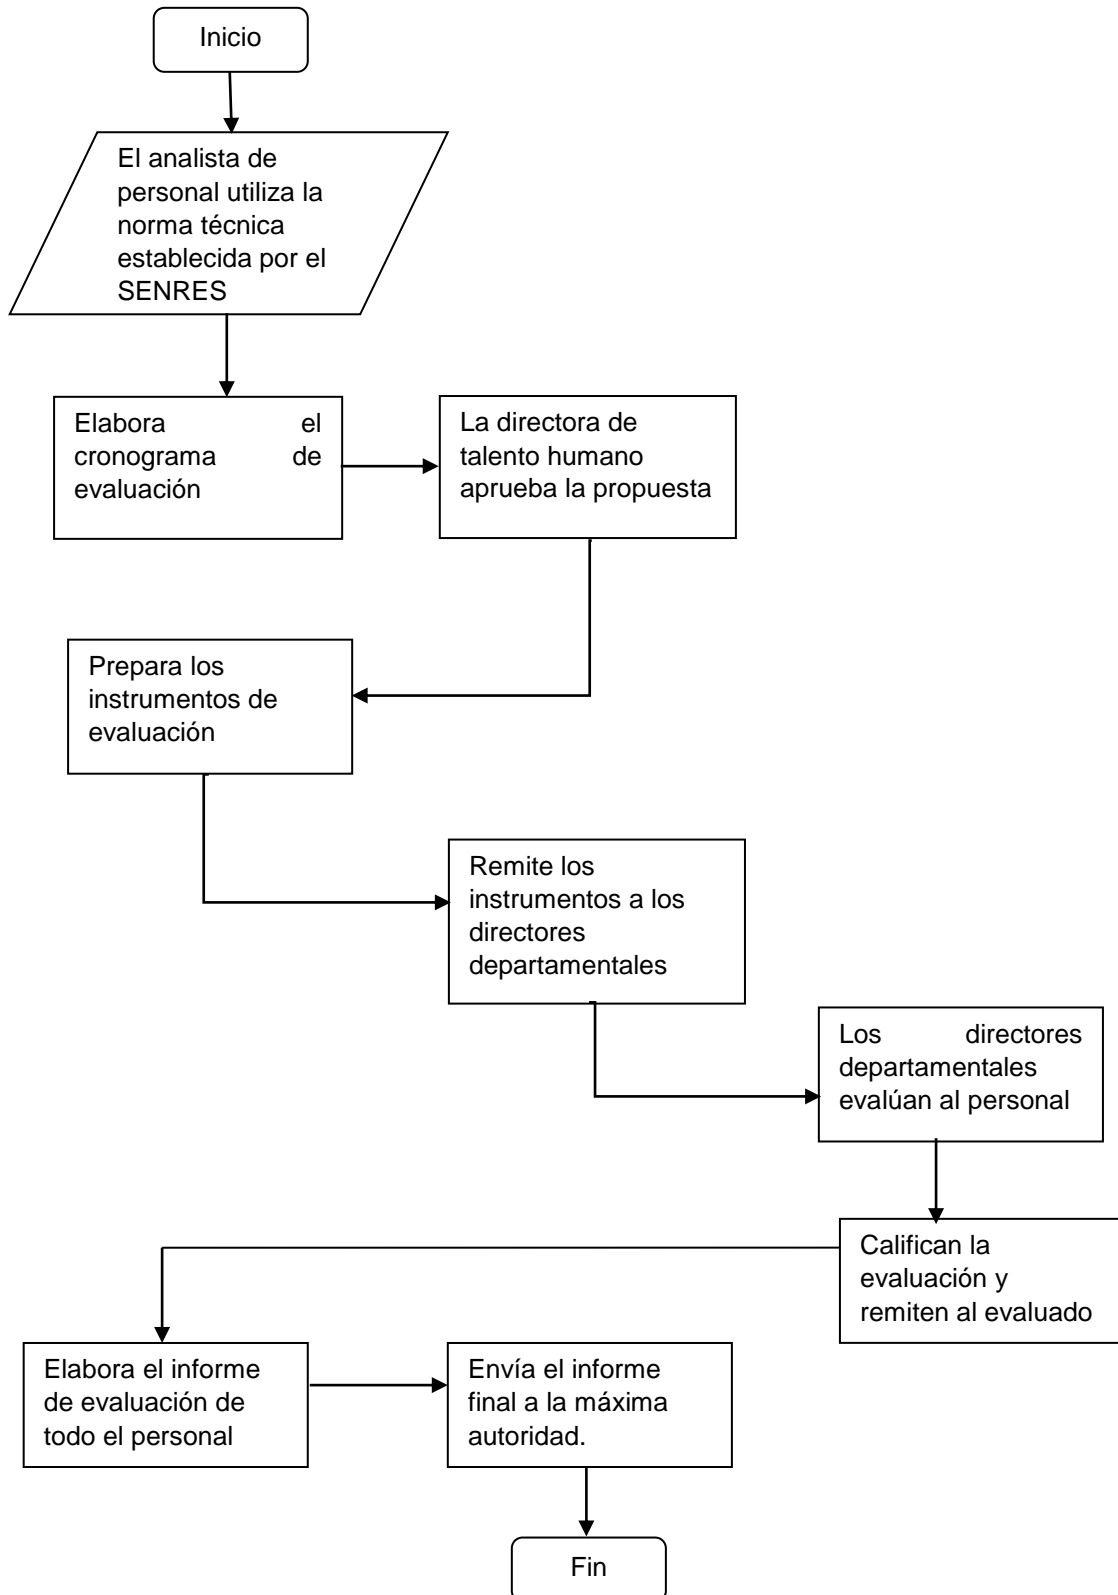 Inicio
El analista de
personal utiliza la
norma técnica
establecida por el
SENRES
Elabora el
cronograma de
evaluación
La directora de
talento humano
aprueba la propuesta
Prepara los
instrumentos de
evaluación
Remite los
instrumentos a los
directores
departamentales
Los directores
departamentales
evalúan al personal
Califican la
evaluación y
remiten al evaluado
Elabora el informe
de evaluación de
todo el personal
Envía el informe
final a la máxima
autoridad.
Fin